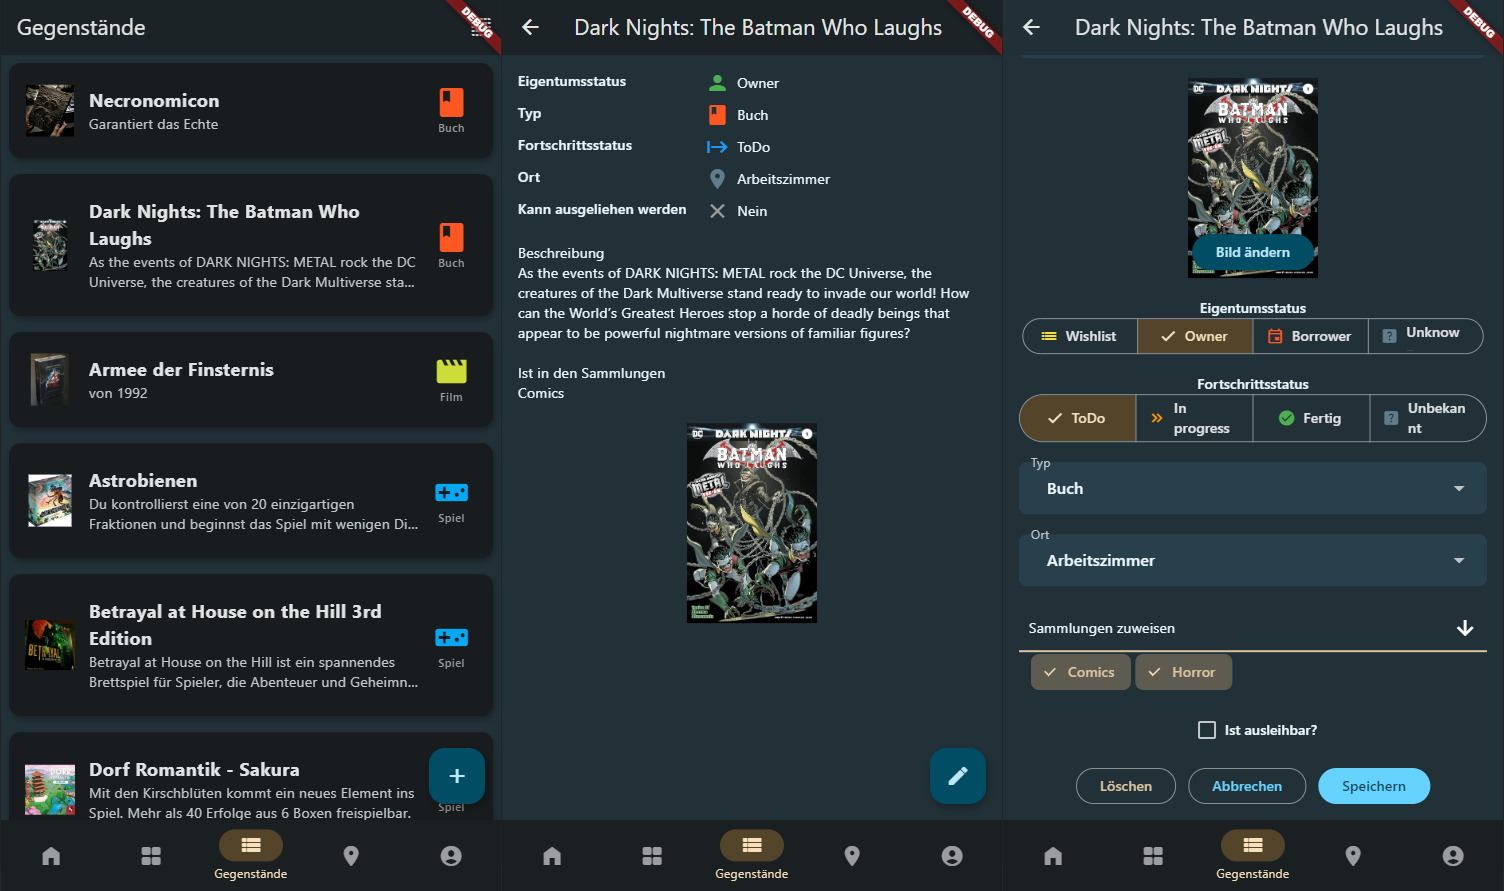 Gegenstände
DEBUG
Necronomicon
Garantiert das Echte
Buch
Dark Nights: The Batman Who
Laughs
As the events of DARK NIGHTS: METAL rock the DC
Universe, the creatures of the Dark Multiverse sta...
Buch
Armee der Finsternis
von 1992
Film
Astrobienen
Du kontrollierst eine von 20 einzigartigen
Fraktionen und beginnst das Spiel mit wenigen Di...
Spiel
Betrayal at House on the Hill 3rd
Edition
Betrayal at House on the Hill ist ein spannendes
Brettspiel für Spieler, die Abenteuer und Geheimn...
Spiel
BETRAYAL
Dorf Romantik - Sakura
Mit den Kirschblüten kommt ein neues Element ins
Spiel. Mehr als 40 Erfolge aus 6 Boxen freispielbar.
Spiel
Gegenstände
Dark Nights: The Batman Who Laughs
DEBUG
Eigentumsstatus
Owner
Typ
Buch
Fortschrittsstatus
ToDo
Ort
Arbeitszimmer
Kann ausgeliehen werden
Nein
Beschreibung
As the events of DARK NIGHTS: METAL rock the DC Universe, the
creatures of the Dark Multiverse stand ready to invade our world! How
can the World's Greatest Heroes stop a horde of deadly beings that
appear to be powerful nightmare versions of familiar figures?
Ist in den Sammlungen
Comics
DC
DARK NIGHTS
1
BATMAN
WHO LAUGHS
METAL
Gegenstände
Dark Nights: The Batman Who Laughs
DEBUG
DC
DARK NIGHTS
1
BATMAN
WHO LAUGHS
METAL
Bild ändern
Eigentumsstatus
Wishlist
Owner
Borrower
Unknow
Fortschrittsstatus
ToDo
In
progress
Fertig
Unbekan
nt
Typ
Buch
Ort
Arbeitszimmer
Sammlungen zuweisen
Comics
Horror
Ist ausleihbar?
Löschen
Abbrechen
Speichern
Gegenstände